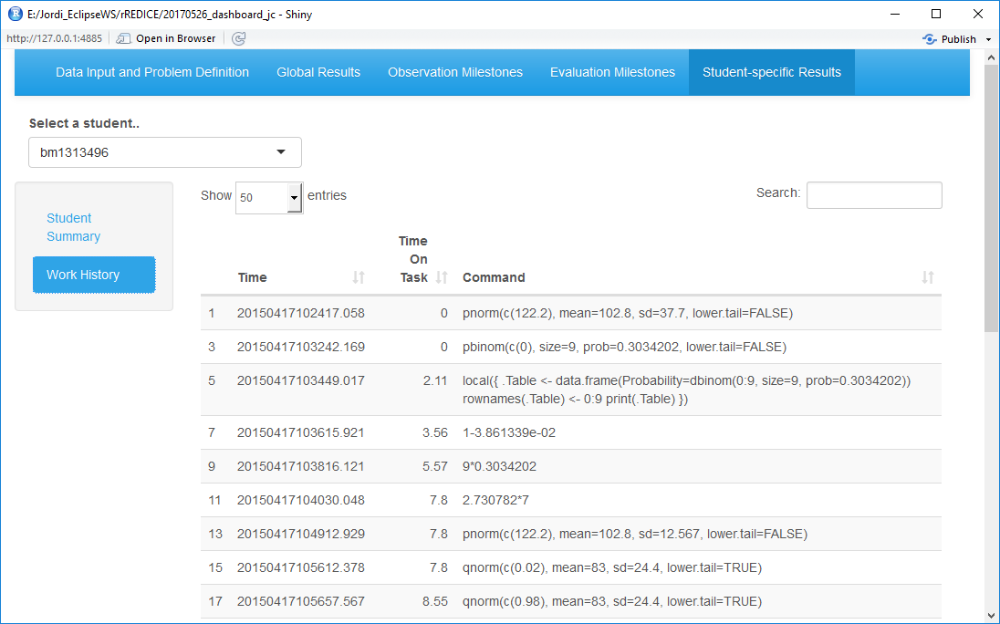 E:/Jordi_EclipseWS/rREDICE/20170526_dashboard_jc - Shiny
http://127.0.0.1:4885 Open in Browser Publish
Data Input and Problem Definition Global Results Observation Milestones Evaluation Milestones Student-specific Results
Select a student..
bm1313496
Student
Summary
Work History
Show 50 entries
Search:
Time
Time
On
Task
Command
1 20150417102417.058 0 pnorm(c(122.2), mean=102.8, sd=37.7, lower.tail=FALSE)
3 20150417103242.169 0 pbinom(c(0), size=9, prob=0.3034202, lower.tail=FALSE)
5 20150417103449.017 2.11 local({ .Table <- data.frame(Probability=dbinom(0:9, size=9, prob=0.3034202))
rownames(.Table) <- 0:9 print(.Table) })
7 20150417103615.921 3.56 1-3.861339e-02
9 20150417103816.121 5.57 9*0.3034202
11 20150417104030.048 7.8 2.730782*7
13 20150417104912.929 7.8 pnorm(c(122.2), mean=102.8, sd=12.567, lower.tail=FALSE)
15 20150417105612.378 7.8 qnorm(c(0.02), mean=83, sd=24.4, lower.tail=TRUE)
17 20150417105657.567 8.55 qnorm(c(0.98), mean=83, sd=24.4, lower.tail=TRUE)